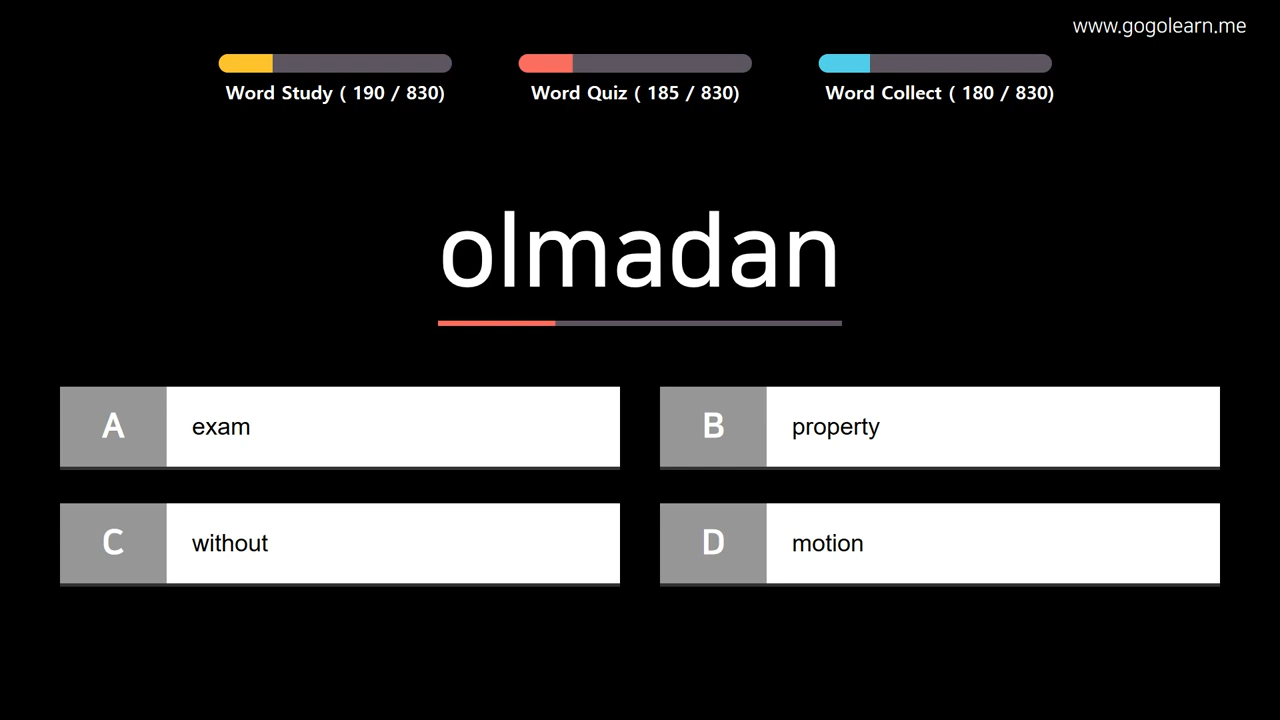 www.gogolearn.me
Word Study ( 190 / 830)
Word Quiz ( 185 / 830)
Word Collect ( 180 / 830)
olmadan
A exam
B property
C without
D motion